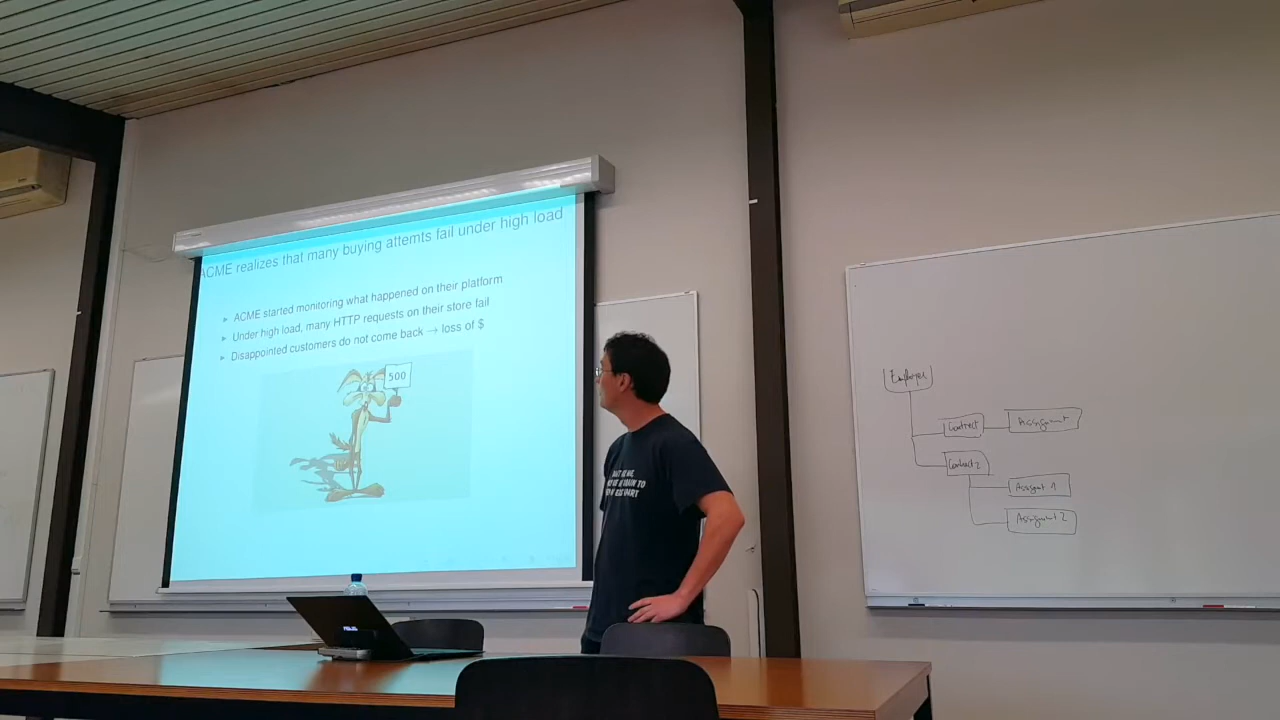 ACME realizes that many buying attemts fail under high load
ACME started monitoring what happened on their platform
Under high load, many HTTP requests on their store fail
Disappointed customers do not come back → loss of $
500
Employee
Contract
Assignment
Contract 2
Assignment 1
Assignment 2